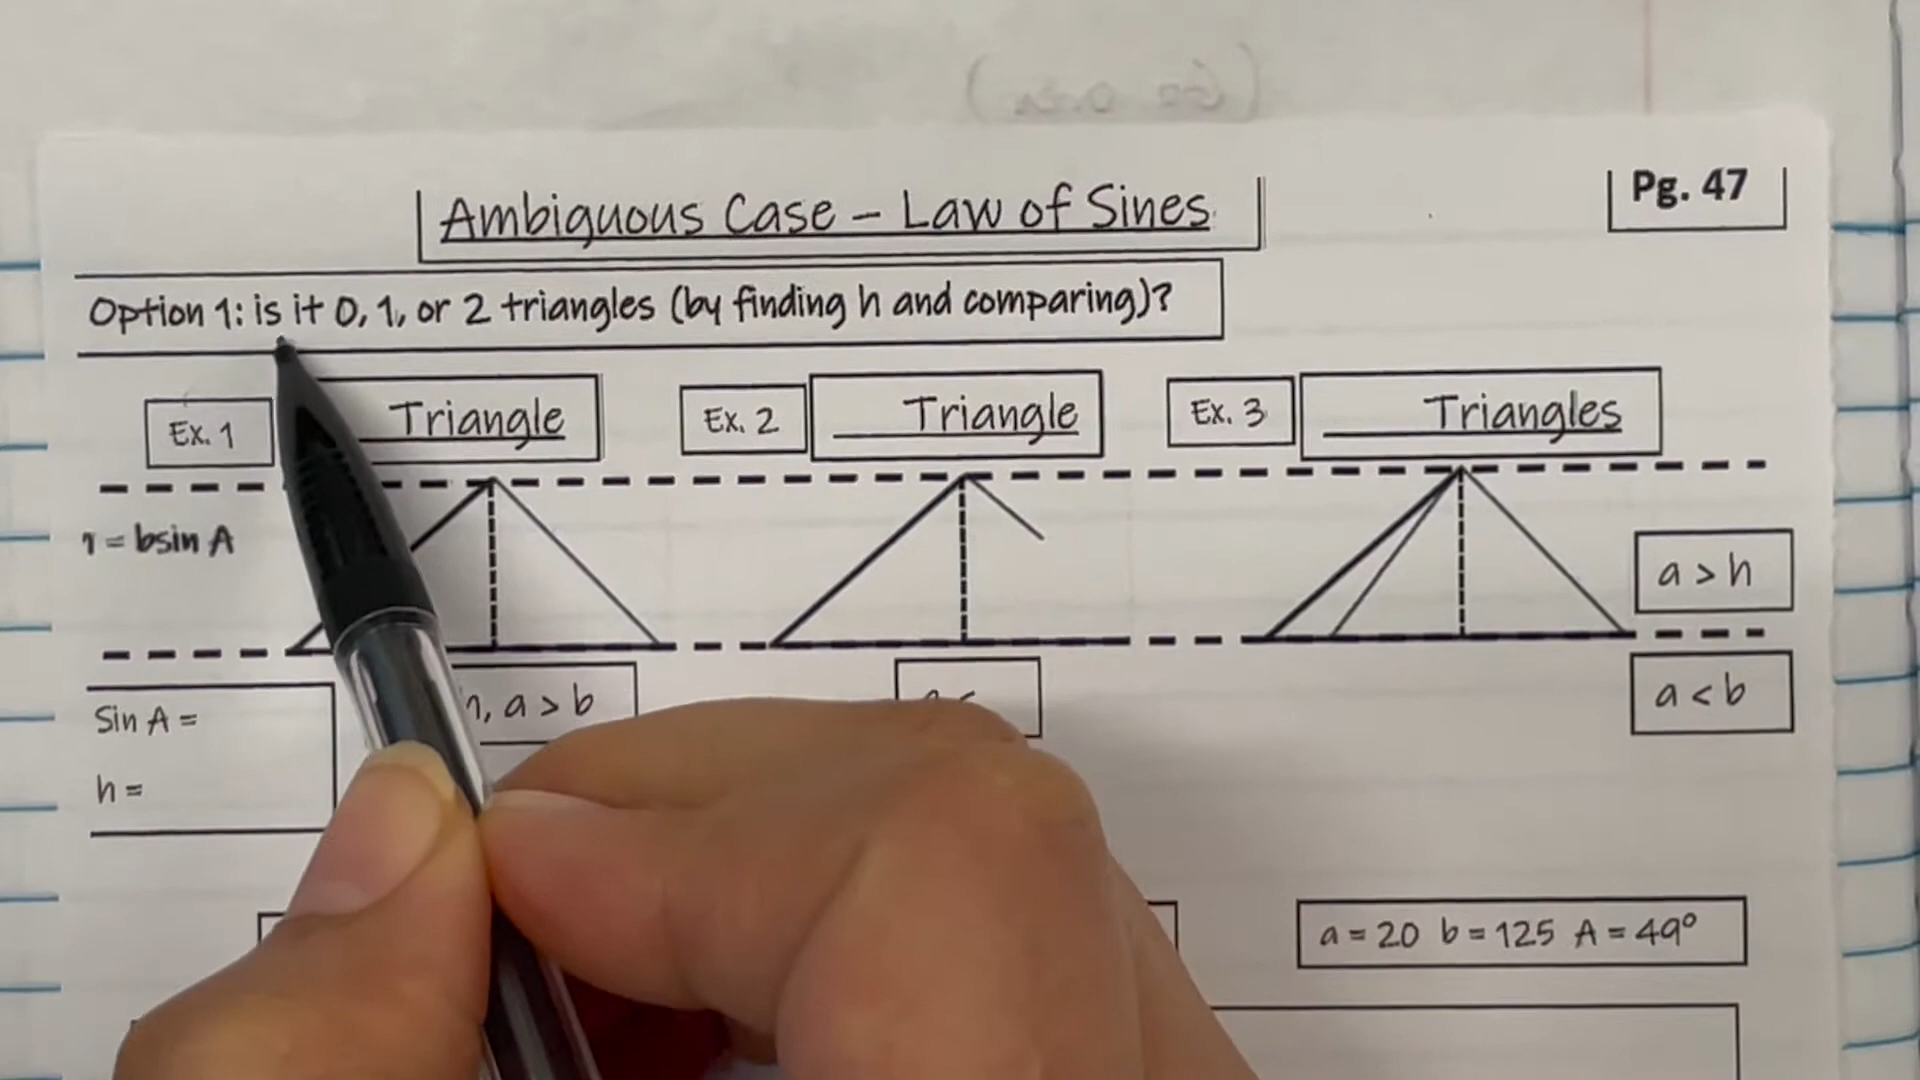 Pg. 47
Ambiguous Case – Law of Sines
Option 1: is it 0, 1, or 2 triangles (by finding h and comparing)?
Ex. 1
Triangle
Ex. 2
Triangle
Ex. 3
Triangles
= bsin A
a > h
, a > b
a <
a < b
Sin A =
h =
a = 20 b = 125 A = 49°